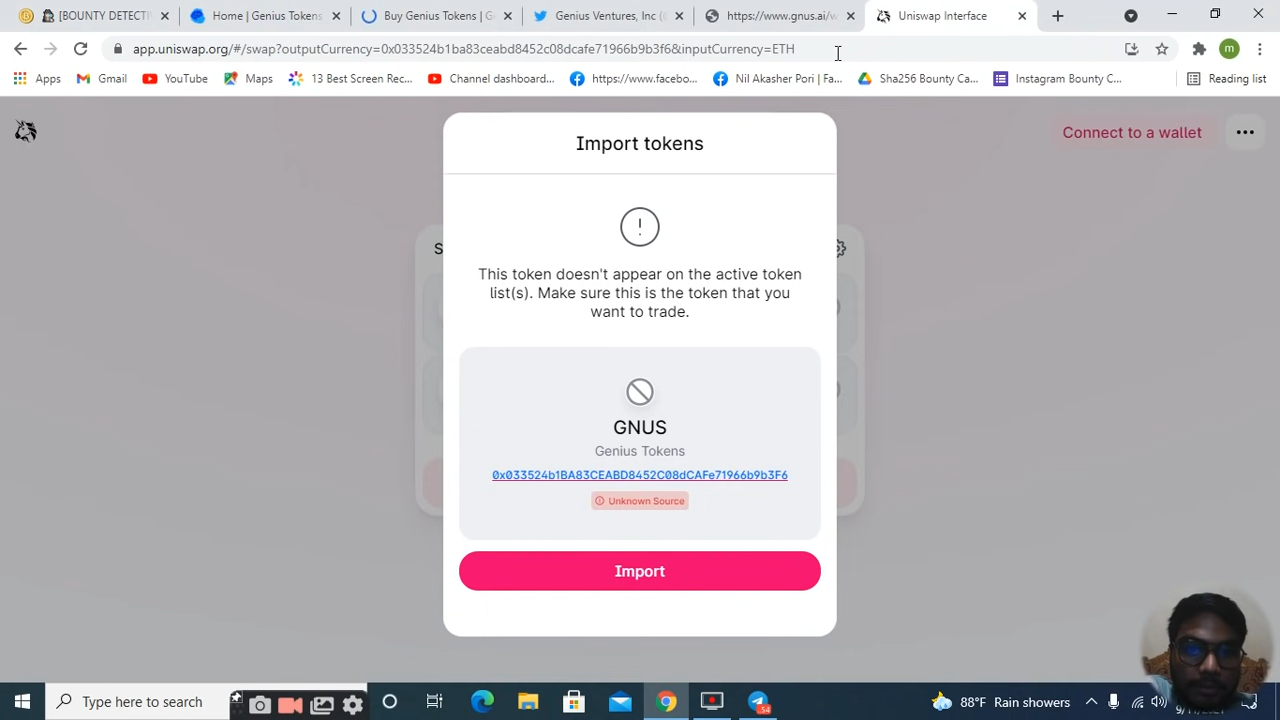 [BOUNTY DETECTI
Home | Genius Tokens
Buy Genius Tokens | G
Genius Ventures, Inc (
https://www.gnus.ai/w
Uniswap Interface
app.uniswap.org/#/swap?outputCurrency=0x033524b1ba83ceabd8452c08dcafe71966b9b3f6&inputCurrency=ETH
m
Apps
Gmail
YouTube
Maps
13 Best Screen Rec...
Channel dashboard...
https://www.facebo...
Nil Akasher Pori | Fa...
Sha256 Bounty Ca...
Instagram Bounty C...
Reading list
Connect to a wallet
Import tokens
This token doesn't appear on the active token
list(s). Make sure this is the token that you
want to trade.
GNUS
Genius Tokens
0x033524b1BA83CEABD8452C08dCAFe71966b9b3F6
Unknown Source
Import
Type here to search
54
88°F Rain showers